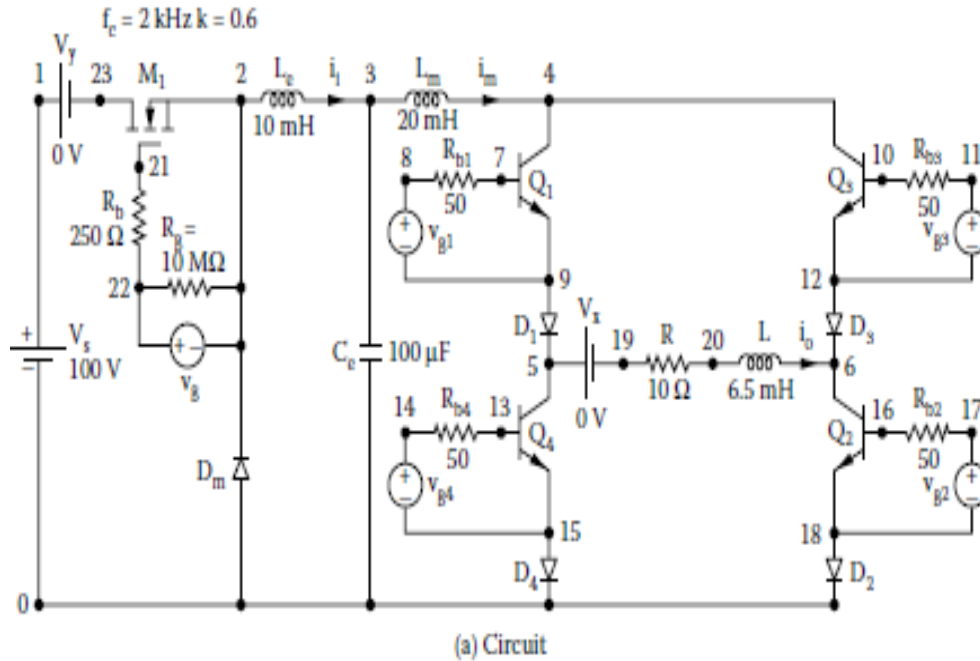 f_c = 2 kHz k = 0.6
V_y
1
23
M_1
2
L_e
i_i
3
L_m
i_m
4
0 V
10 mH
20 mH
21
8
R_b1
7
Q_1
Q_3
10
R_b3
11
50
50
R_b
250 Ω
R_g =
10 MΩ
v_g1
v_g3
22
9
12
V_s
100 V
v_g
C_e
100 μF
D_1
V_x
19
R
20
L
i_o
D_3
5
6
10 Ω
6.5 mH
0 V
14
R_b4
13
Q_4
Q_2
16
R_b2
17
50
50
D_m
v_g4
v_g2
15
18
D_4
D_2
0
(a) Circuit